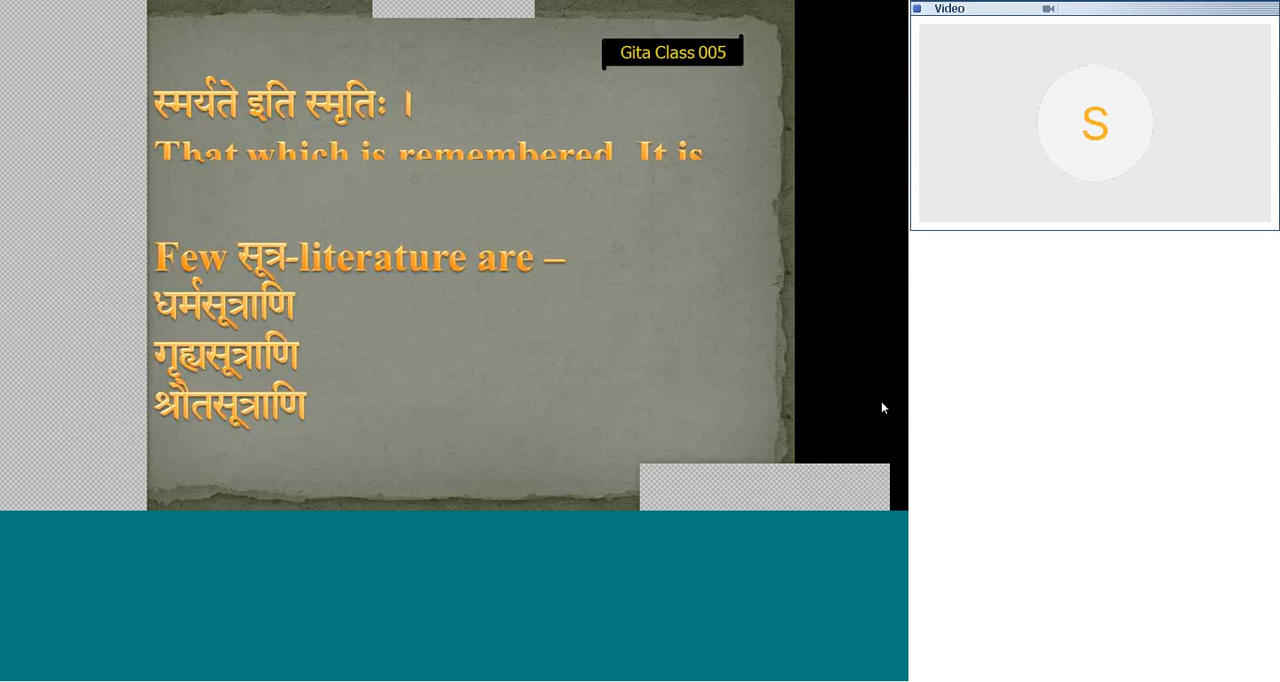 Video
Gita Class 005
स्मर्यते इति स्मृतिः ।
That which is remembered. It is
Few सूत्र-literature are –
धर्मसूत्राणि
गृह्यसूत्राणि
श्रौतसूत्राणि
S